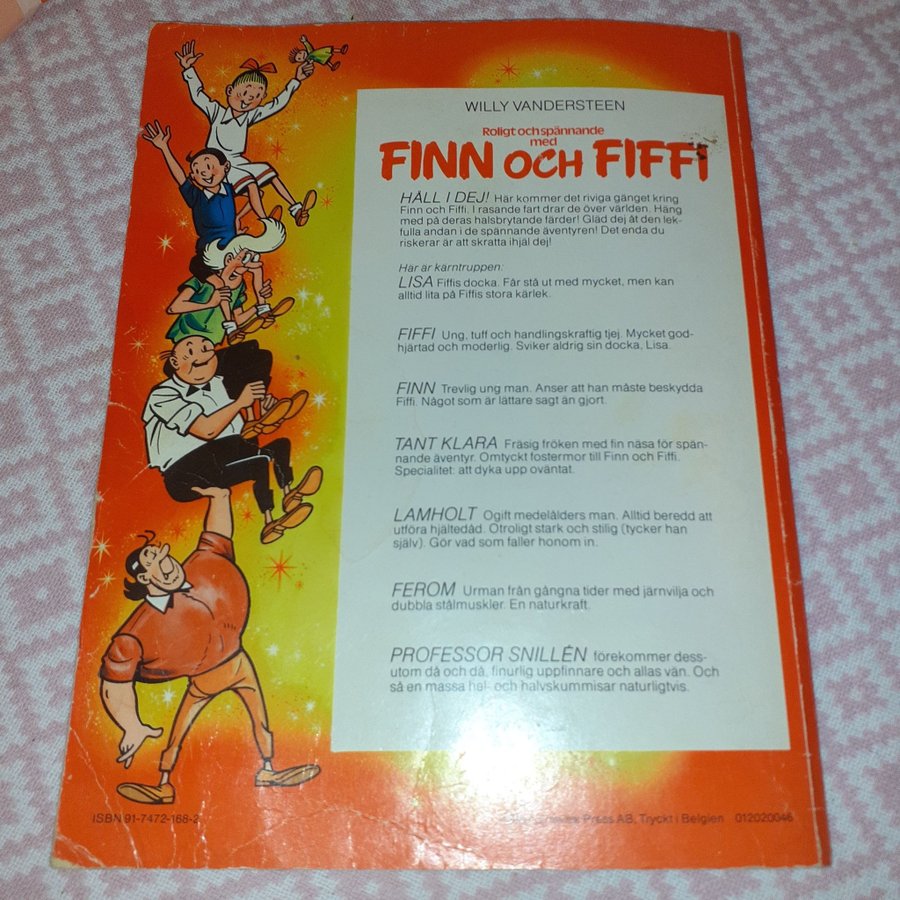 WILLY VANDERSTEEN
Roligt och spännande
med
FINN OCH FIFFI
HÅLL I DEJ! Här kommer det riviga gänget kring
Finn och Fiffi. I rasande fart drar de över världen. Häng
med på deras halsbrytande färder! Gläd dej åt den lek-
fulla andan i de spännande äventyren! Det enda du
riskerar är att skratta ihjäl dej!
Här är kärntruppen:
LISA Fiffis docka. Får stå ut med mycket, men kan
alltid lita på Fiffis stora kärlek.
FIFFI Ung, tuff och handlingskraftig tjej. Mycket god-
hjärtad och moderlig. Sviker aldrig sin docka, Lisa.
FINN Trevlig ung man. Anser att han måste beskydda
Fiffi. Något som är lättare sagt än gjort.
TANT KLARA Fräsig fröken med fin näsa för spän-
nande äventyr. Omtyckt fostermor till Finn och Fiffi.
Specialitet: att dyka upp oväntat.
LAMHOLT Ogift medelålders man. Alltid beredd att
utföra hjältedåd. Otroligt stark och stilig (tycker han
själv). Gör vad som faller honom in.
FEROM Urman från gångna tider med järnvilja och
dubbla stålmuskler. En naturkraft.
PROFESSOR SNILLÉN förekommer dess-
utom då och då, finurlig uppfinnare och allas vän. Och
så en massa hel- och halvskummisar naturligtvis.
ISBN 91-7472-168-2
Press AB, Tryckt i Belgien 012020046